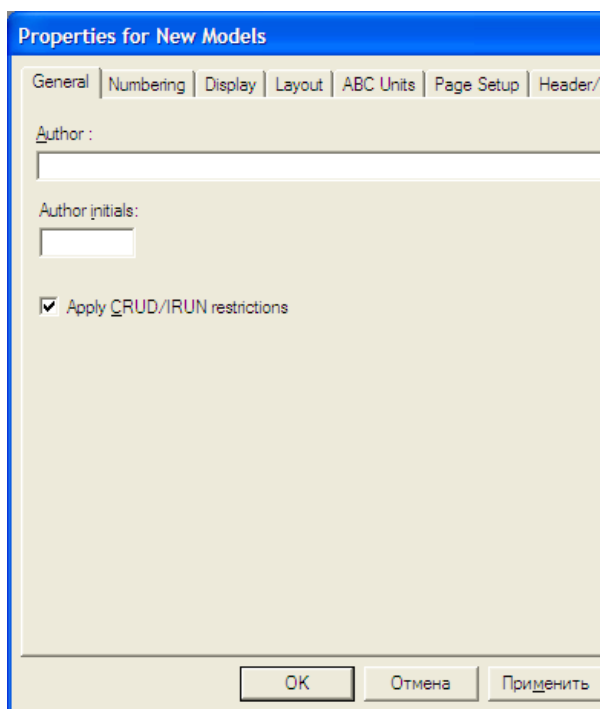 Properties for New Models
General Numbering Display Layout ABC Units Page Setup Header/
Author :
Author initials:
Apply CRUD/IRUN restrictions
OK Отмена Применить